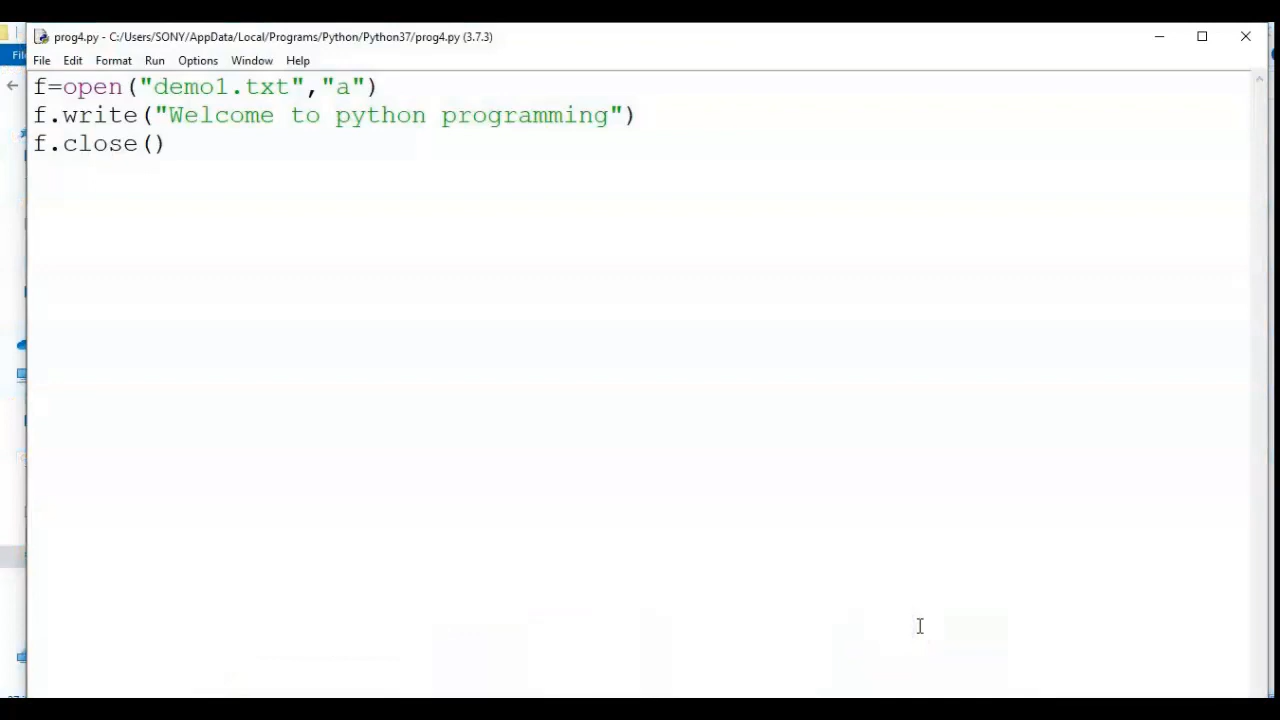 prog4.py - C:/Users/SONY/AppData/Local/Programs/Python/Python37/prog4.py (3.7.3)
File Edit Format Run Options Window Help
f=open("demo1.txt","a")
f.write("Welcome to python programming")
f.close()